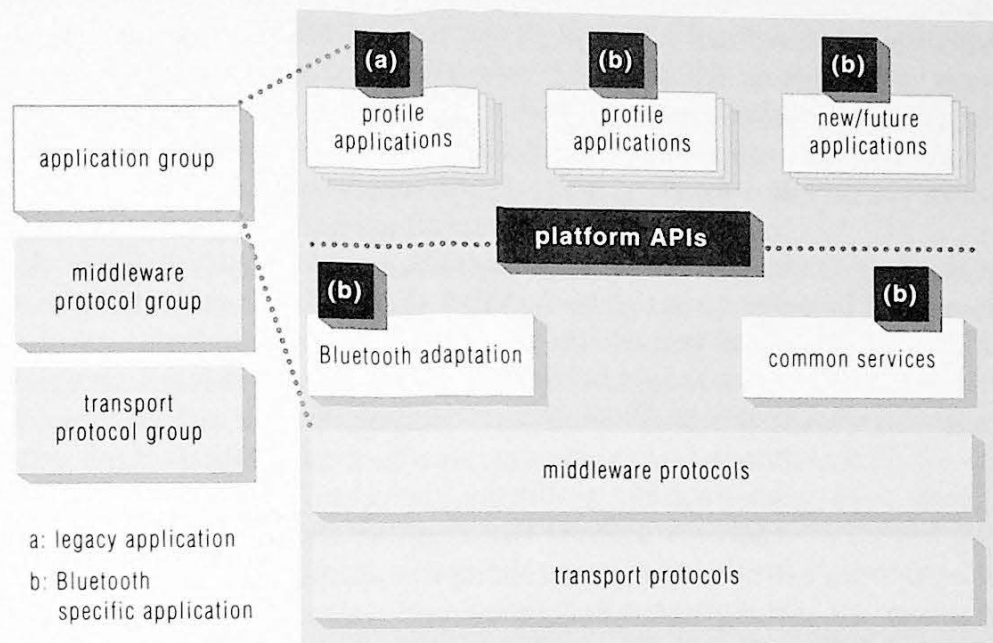 application group
middleware
protocol group
transport
protocol group
a: legacy application
b: Bluetooth
specific application
(a)
profile
applications
(b)
profile
applications
(b)
new/future
applications
platform APIs
(b)
Bluetooth adaptation
(b)
common services
middleware protocols
transport protocols